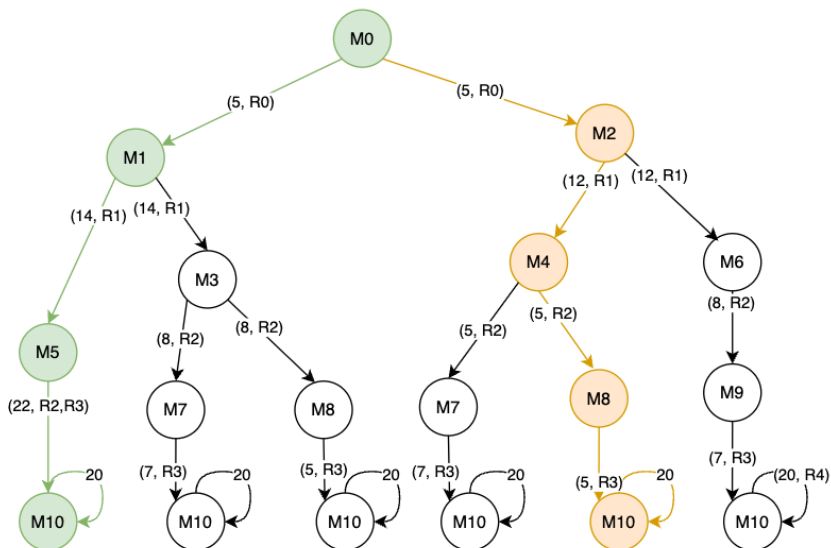 M0
(5, R0)
(5, R0)
M2
M1
(12, R1)
(12, R1)
(14, R1)
(14, R1)
M3
M4
M6
(8, R2)
(8, R2)
(5, R2)
(5, R2)
(8, R2)
M5
M9
(22, R2,R3)
M7
M8
M7
M8
(7, R3)
(5, R3)
(7, R3)
(5, R3)
(7, R3)
20
20
20
20
20
(20, R4)
M10
M10
M10
M10
M10
M10